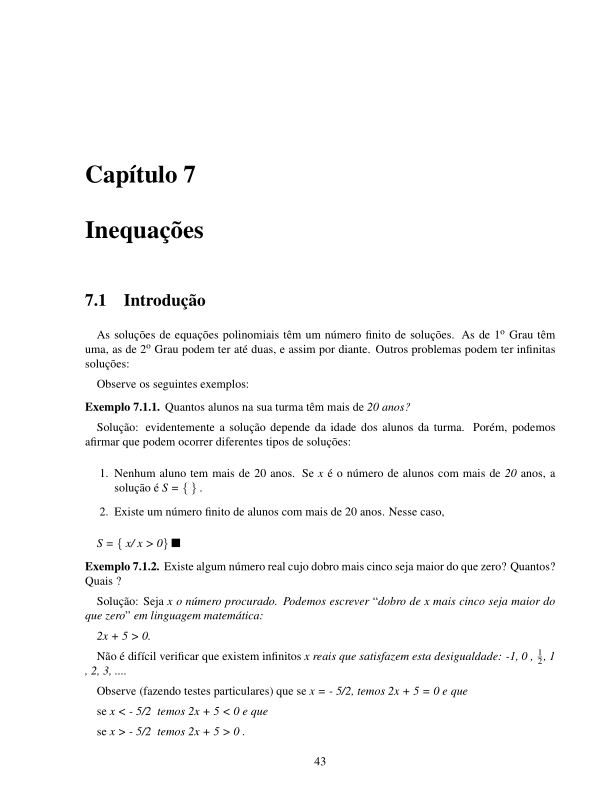 Capítulo 7
Inequações
7.1 Introdução
As soluções de equações polinomiais têm um número finito de soluções. As de 1º Grau têm
uma, as de 2º Grau podem ter até duas, e assim por diante. Outros problemas podem ter infinitas
soluções:
Observe os seguintes exemplos:
Exemplo 7.1.1. Quantos alunos na sua turma têm mais de 20 anos?
Solução: evidentemente a solução depende da idade dos alunos da turma. Porém, podemos
afirmar que podem ocorrer diferentes tipos de soluções:
1. Nenhum aluno tem mais de 20 anos. Se x é o número de alunos com mais de 20 anos, a
solução é S = { } .
2. Existe um número finito de alunos com mais de 20 anos. Nesse caso,
S = { x/ x > 0} ■
Exemplo 7.1.2. Existe algum número real cujo dobro mais cinco seja maior do que zero? Quantos?
Quais ?
Solução: Seja x o número procurado. Podemos escrever “dobro de x mais cinco seja maior do
que zero” em linguagem matemática:
2x + 5 > 0.
Não é difícil verificar que existem infinitos x reais que satisfazem esta desigualdade: -1, 0 , 1/2, 1
, 2, 3, ....
Observe (fazendo testes particulares) que se x = - 5/2, temos 2x + 5 = 0 e que
se x < - 5/2 temos 2x + 5 < 0 e que
se x > - 5/2 temos 2x + 5 > 0 .
43